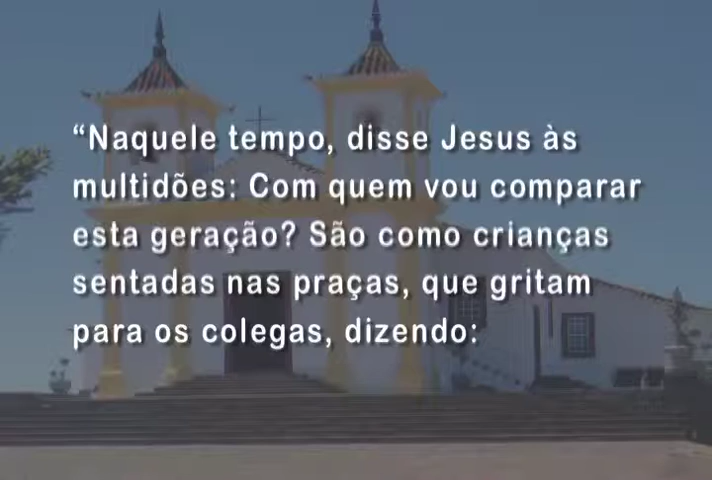 “Naquele tempo, disse Jesus às
multidões: Com quem vou comparar
esta geração? São como crianças
sentadas nas praças, que gritam
para os colegas, dizendo: